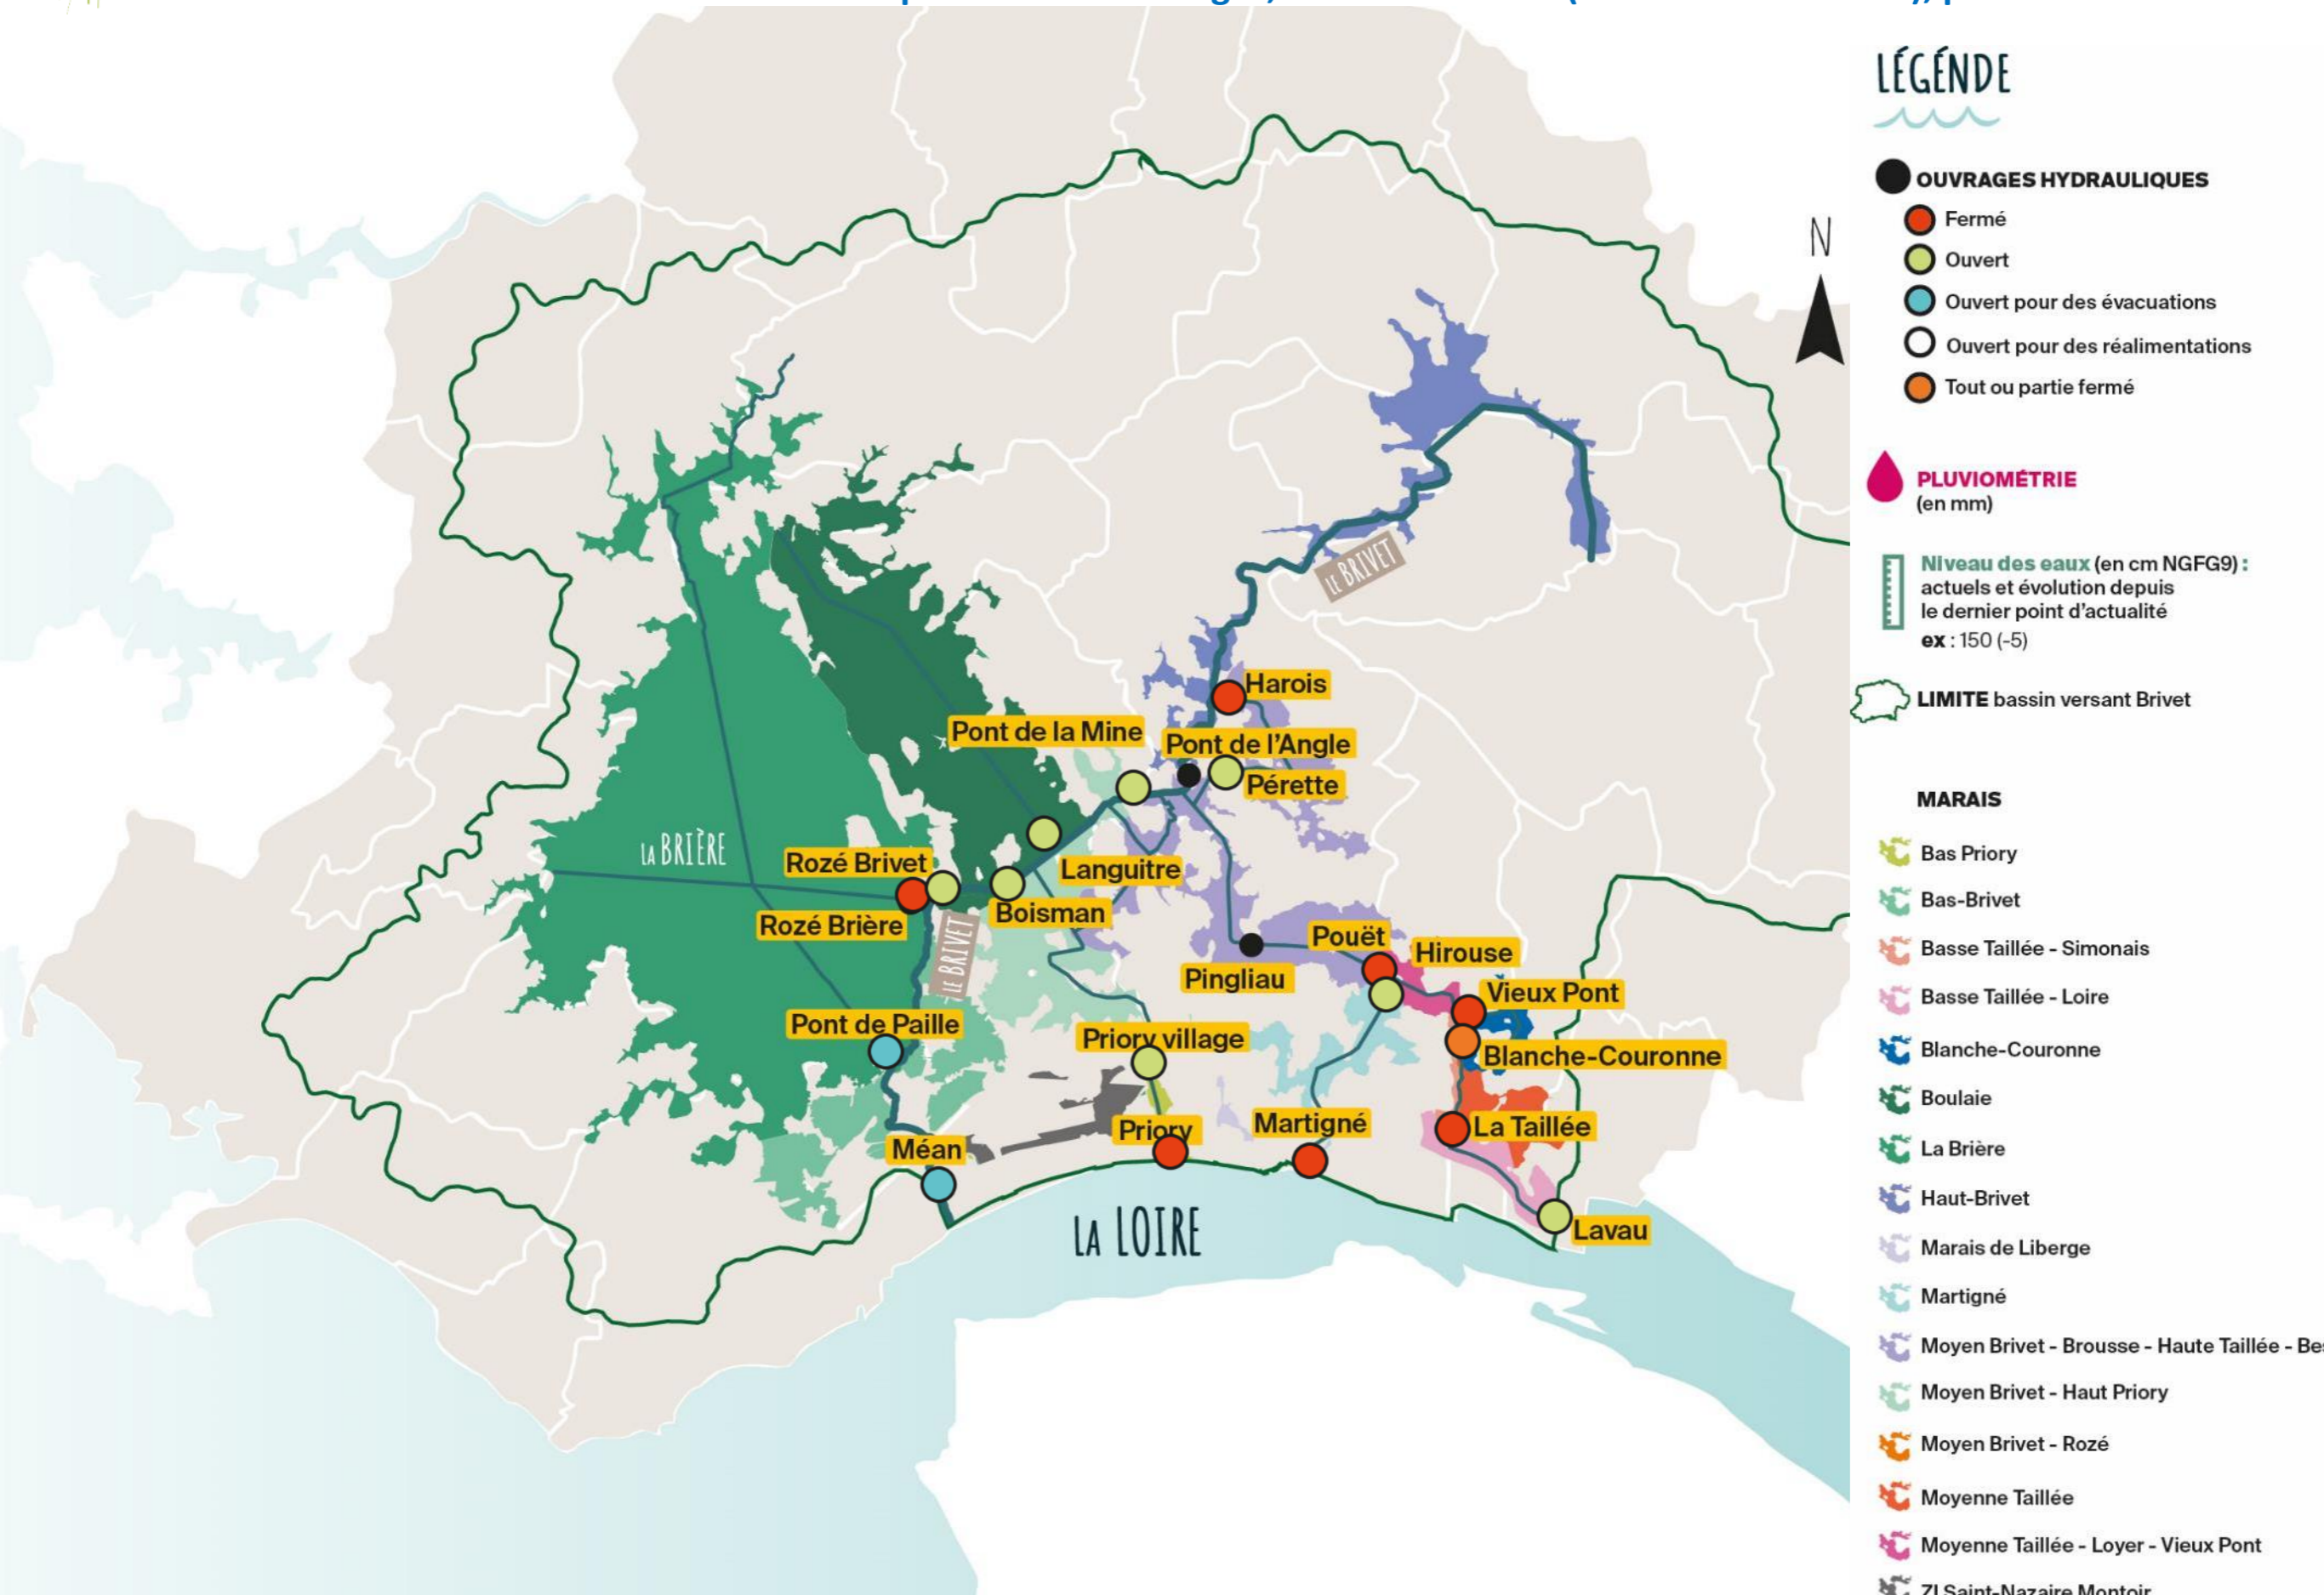 LÉGÉNDE
OUVRAGES HYDRAULIQUES
Fermé
Ouvert
Ouvert pour des évacuations
Ouvert pour des réalimentations
Tout ou partie fermé
PLUVIOMÉTRIE
(en mm)
Niveau des eaux (en cm NGFG9) :
actuels et évolution depuis
le dernier point d'actualité
ex : 150 (-5)
LIMITE bassin versant Brivet
MARAIS
Bas Priory
Bas-Brivet
Basse Taillée - Simonais
Basse Taillée - Loire
Blanche-Couronne
Boulaie
La Brière
Haut-Brivet
Marais de Liberge
Martigné
Moyen Brivet - Brousse - Haute Taillée -
Moyen Brivet - Haut Priory
Moyen Brivet - Rozé
Moyenne Taillée
Moyenne Taillée - Loyer - Vieux Pont
ZI Saint-Nazaire Montoir
N
LE BRIVET
Harois
Pont de la Mine
Pont de l'Angle
Pérette
LA BRIÈRE
Rozé Brivet
Languitre
Boisman
Rozé Brière
LE BRIVET
Pouët
Hirouse
Pingliau
Vieux Pont
Pont de Paille
Priory village
Blanche-Couronne
Priory
Martigné
La Taillée
Méan
LA LOIRE
Lavau